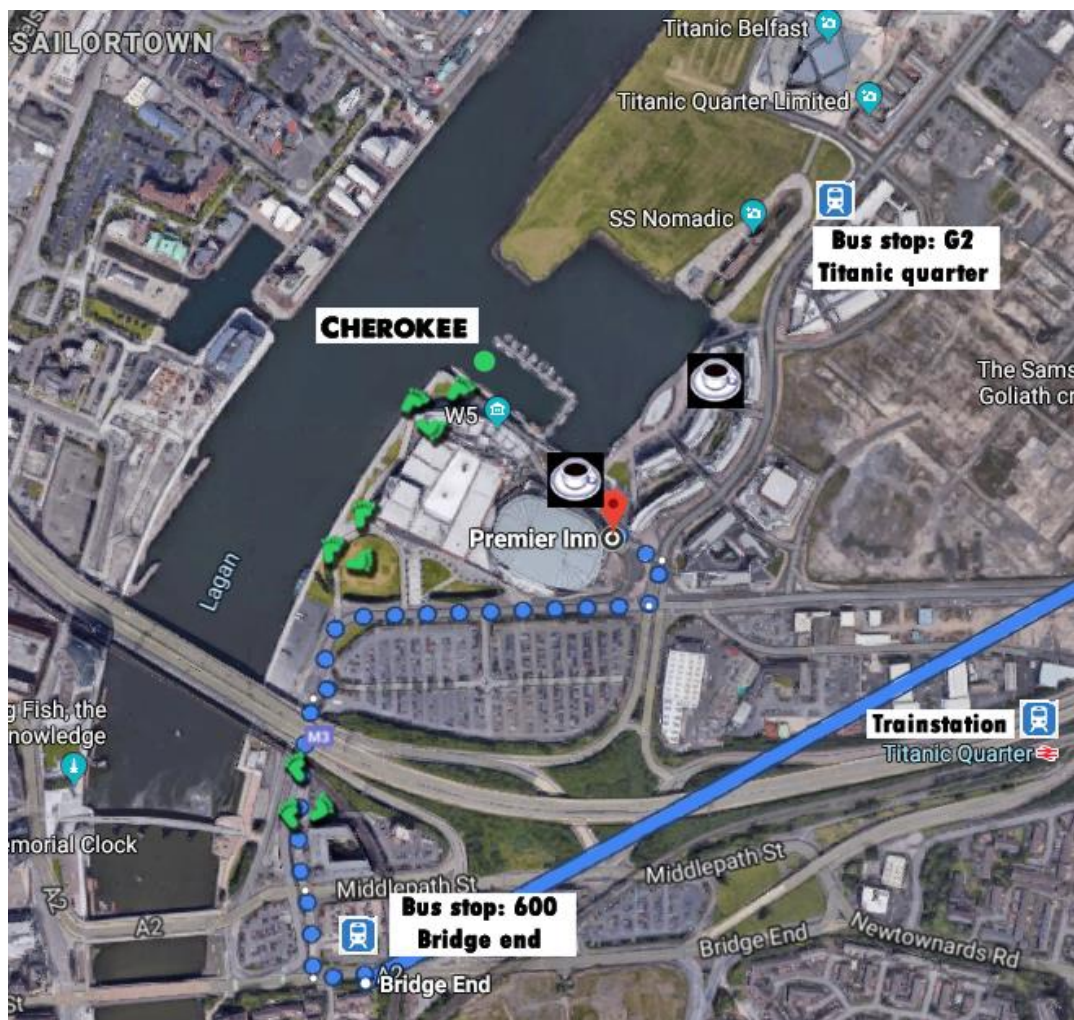 SAILORTOWN
Titanic Belfast
Titanic Quarter Limited
SS Nomadic
Bus stop: G2
Titanic quarter
CHEROKEE
The Sams
Goliath cr
W5
Premier Inn
Lagan
g Fish, the
nowledge
M3
Trainstation
Titanic Quarter
emorial Clock
Middlepath St
Middlepath St
A2
A2
Bus stop: 600
Bridge end
Bridge End
Newtownards Rd
A2
Bridge End
St